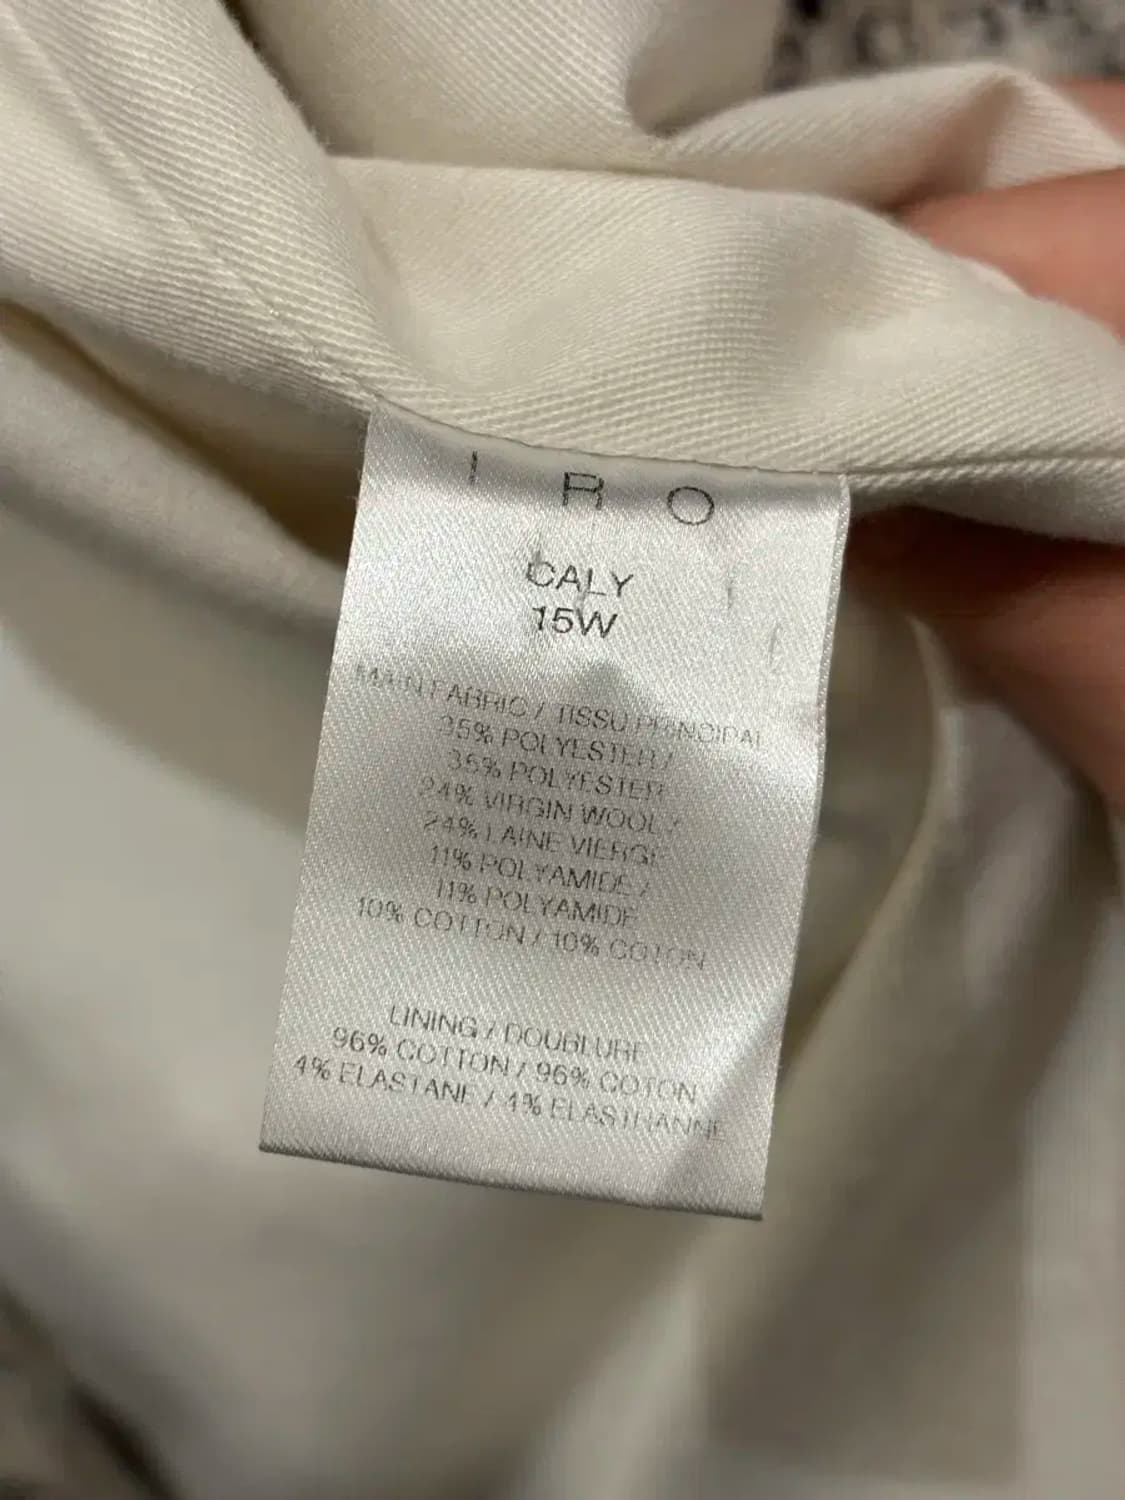 I R O
CALY
15W
MAIN FABRIC / TISSU PRINCIPAL
35% POLYESTER /
35% POLYESTER
24% VIRGIN WOOL /
24% LAINE VIERGE
11% POLYAMIDE /
11% POLYAMIDE
10% COTTON / 10% COTON
LINING / DOUBLURE
96% COTTON / 96% COTON
4% ELASTANE / 4% ELASTHANNE